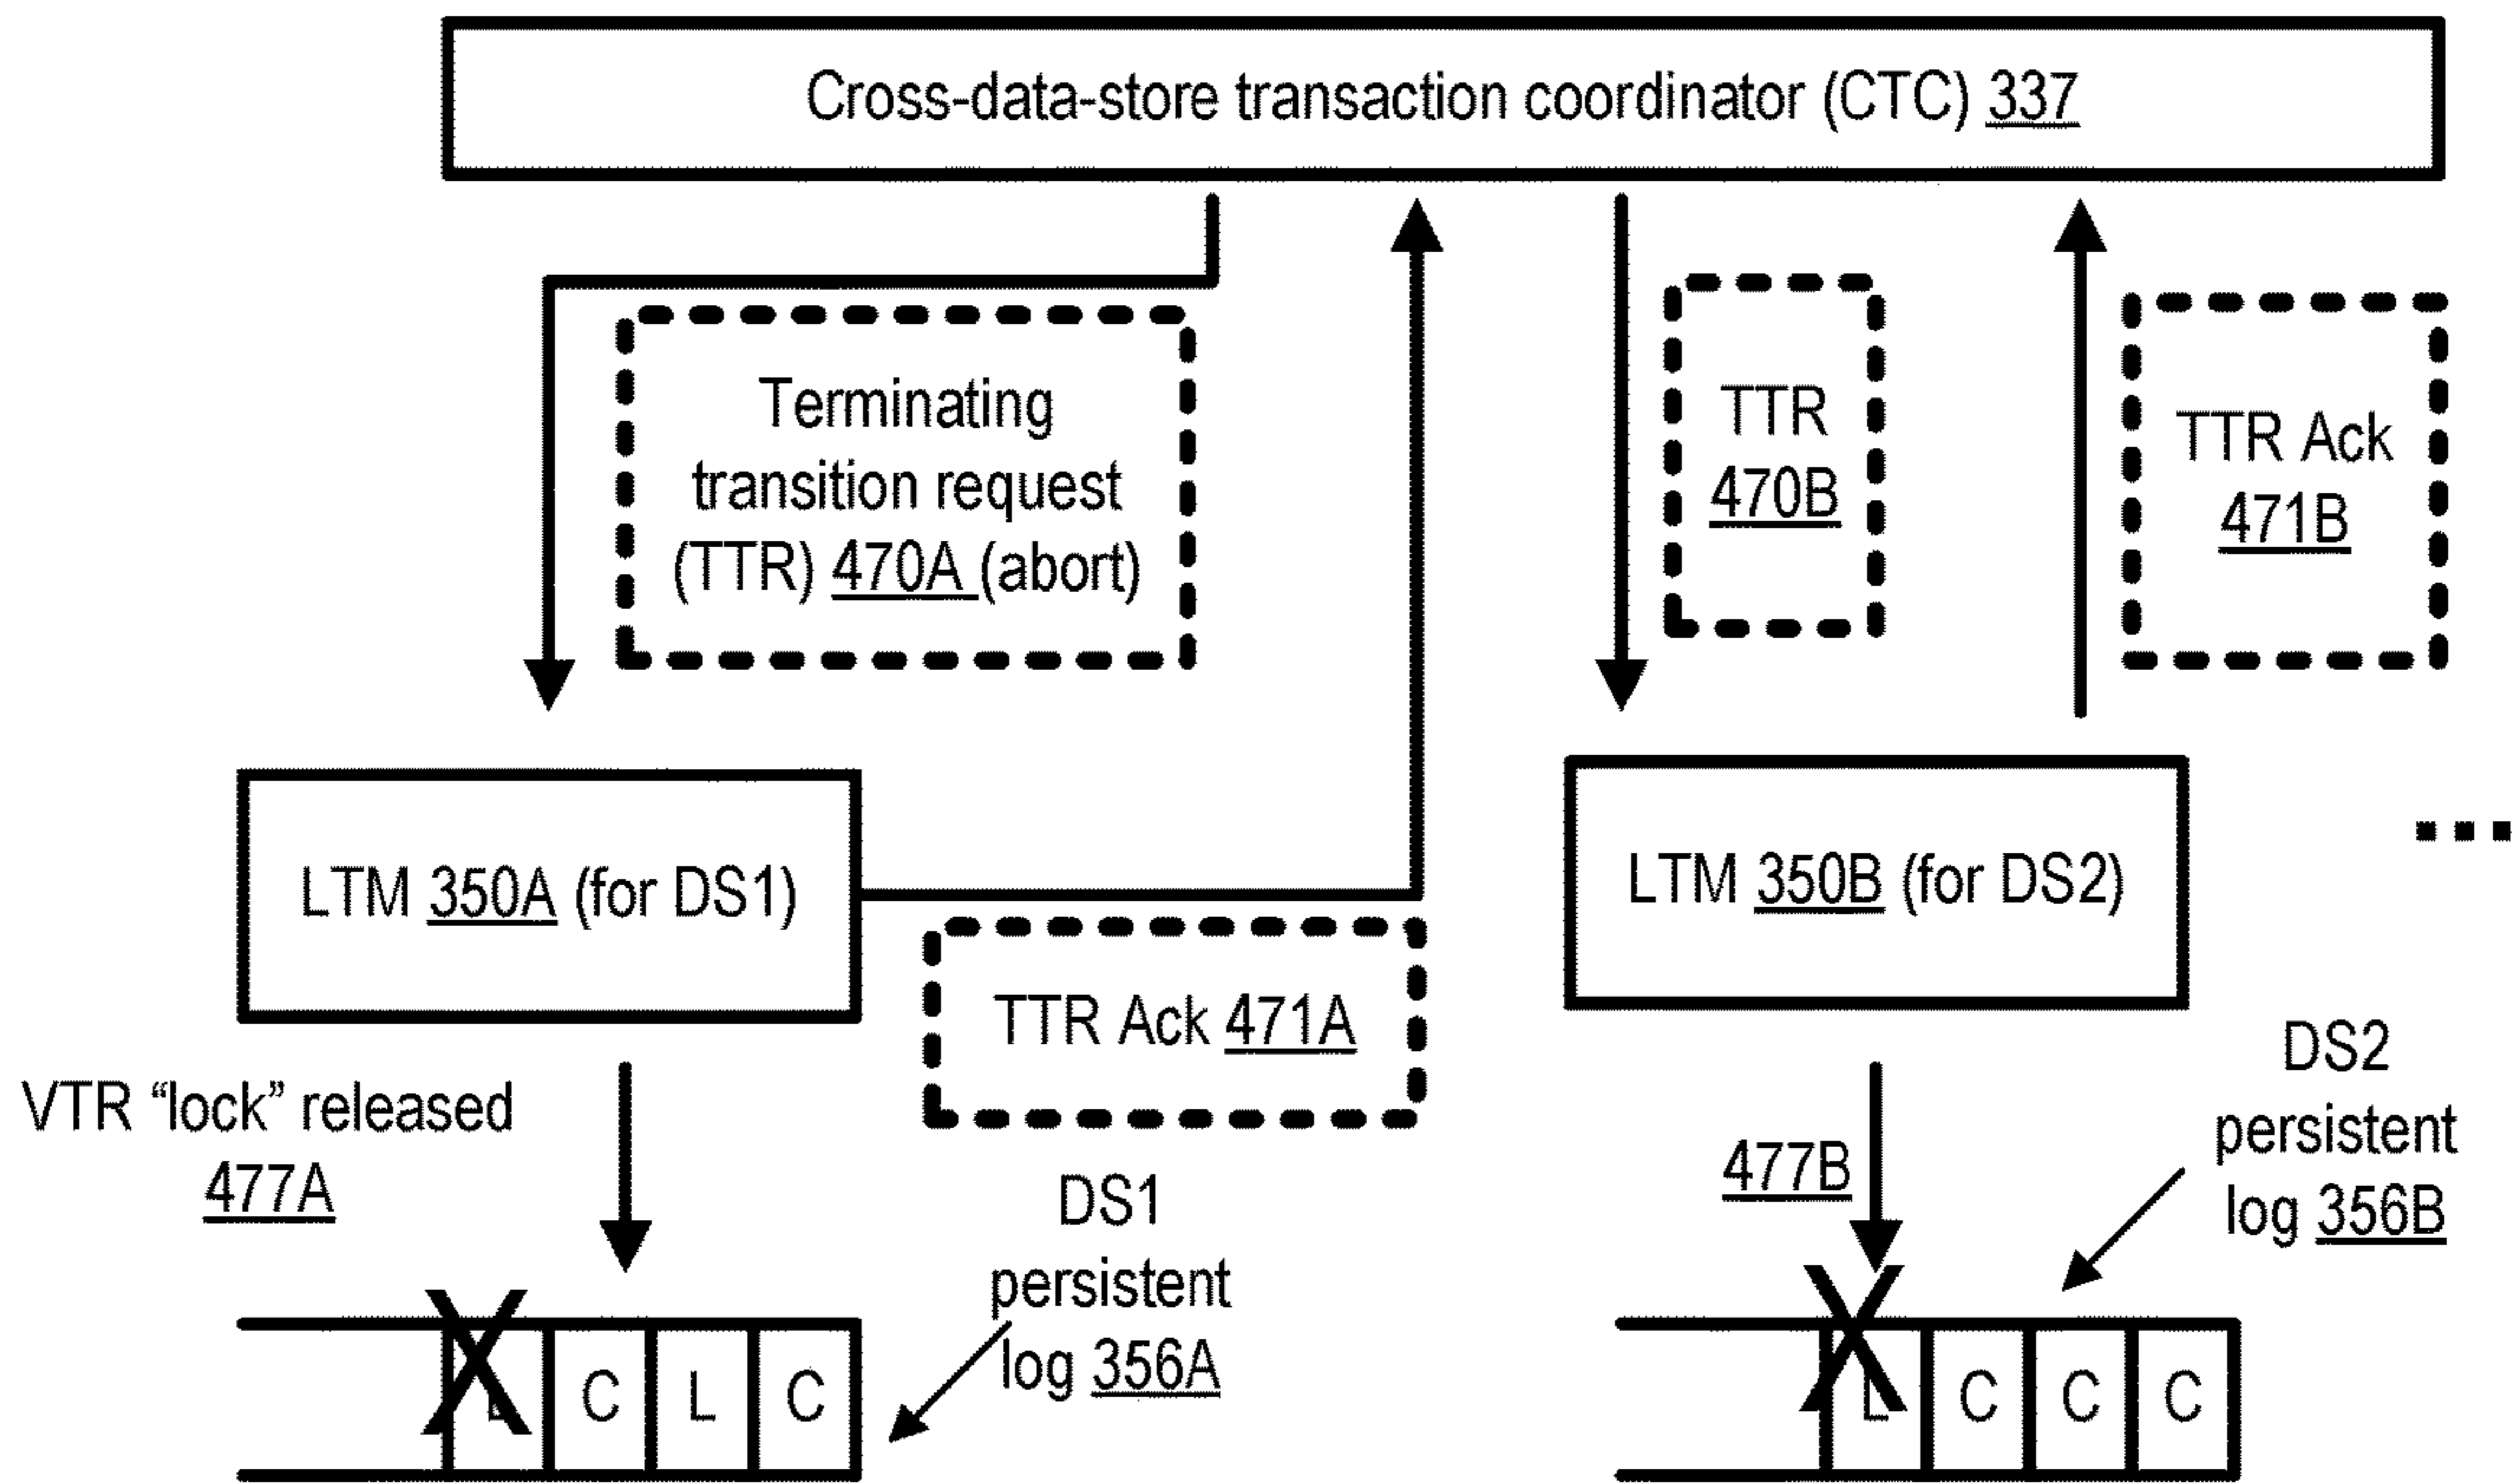 Cross-data-store transaction coordinator (CTC) 337
Terminating
transition request
(TTR) 470A (abort)
TTR
470B
TTR Ack
471B
LTM 350A (for DS1)
LTM 350B (for DS2)
...
TTR Ack 471A
VTR “lock” released
477A
DS1
persistent
log 356A
477B
DS2
persistent
log 356B
L C L C
L C C C